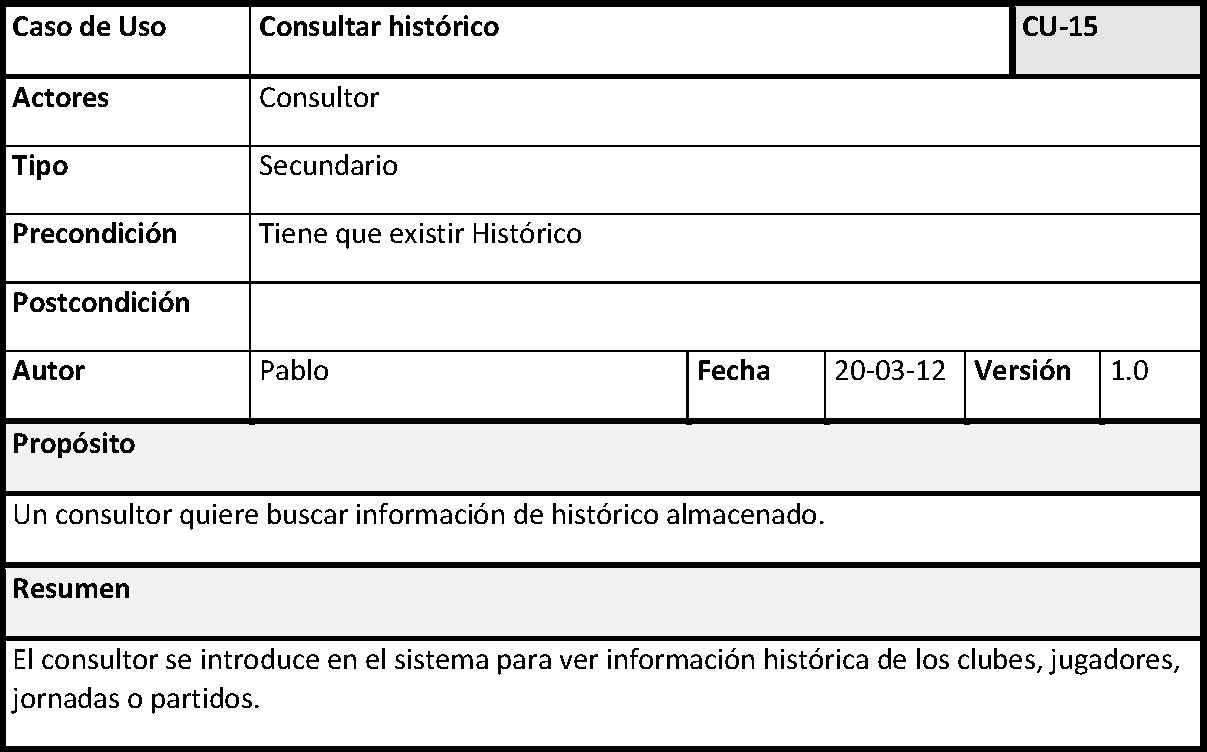 Caso de Uso Consultar histórico CU-15
Actores Consultor
Tipo Secundario
Precondición Tiene que existir Histórico
Postcondición
Autor Pablo Fecha 20-03-12 Versión 1.0
Propósito
Un consultor quiere buscar información de histórico almacenado.
Resumen
El consultor se introduce en el sistema para ver información histórica de los clubes, jugadores,
jornadas o partidos.